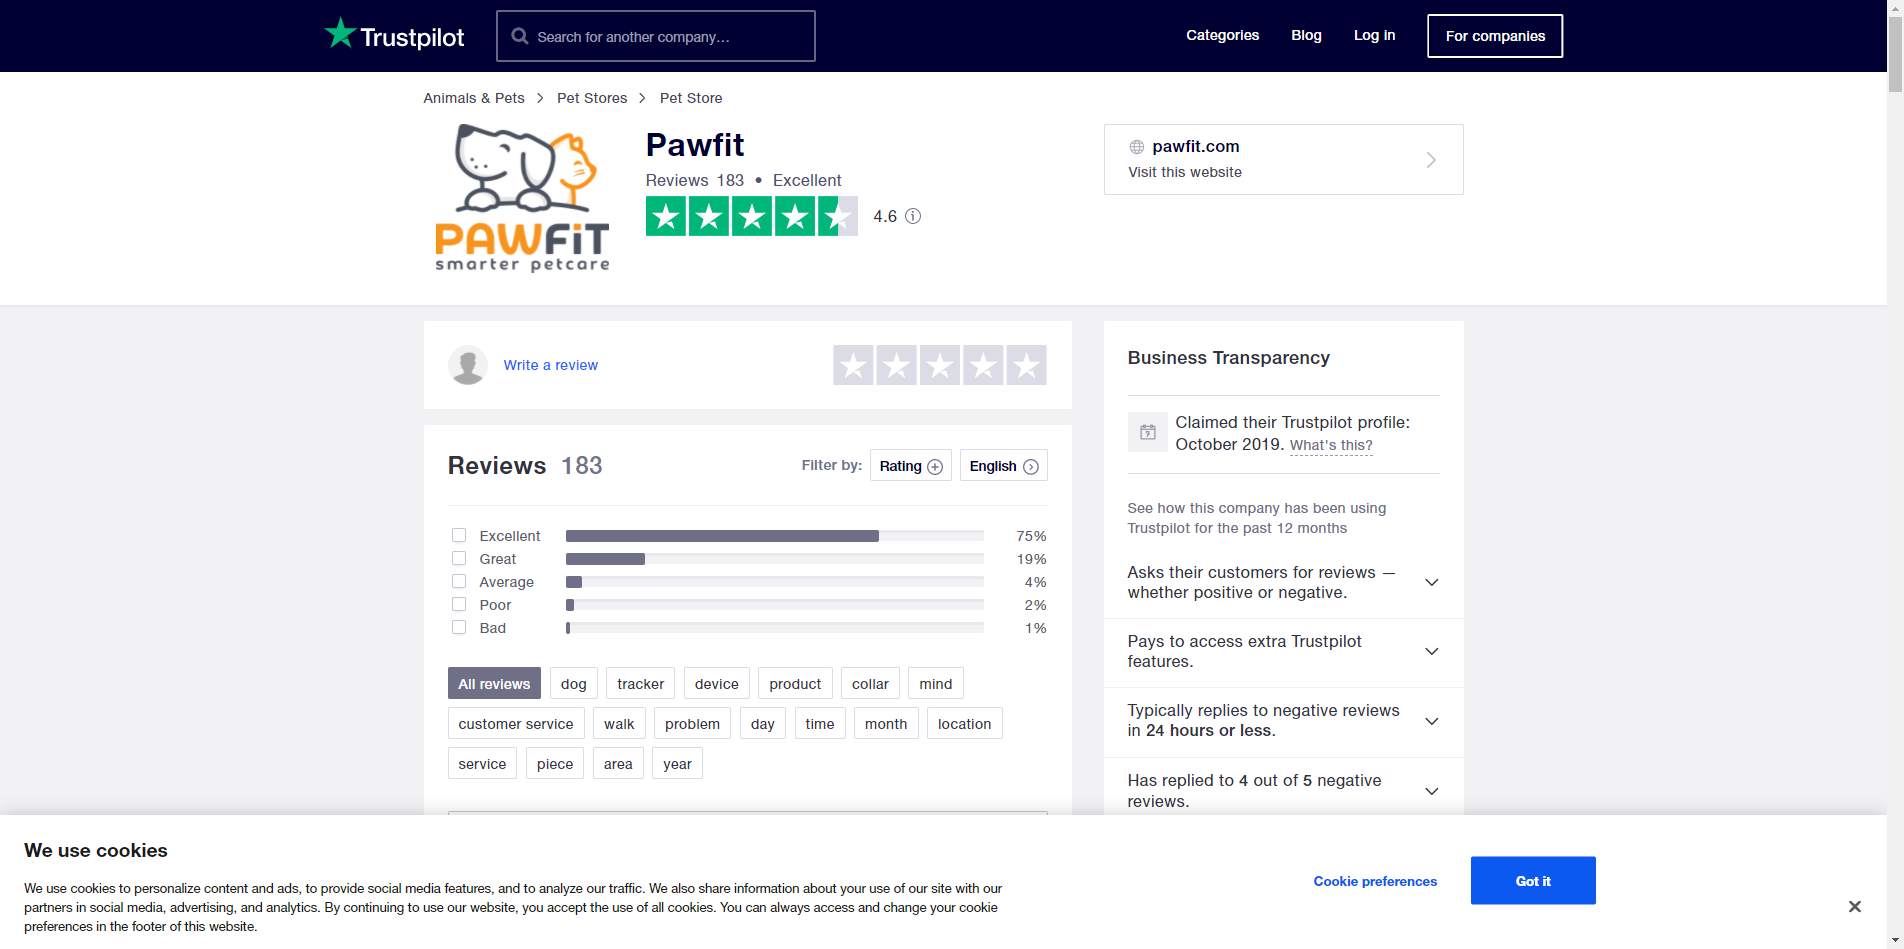 Trustpilot
Search for another company...
Categories
Blog
Log in
For companies
Animals & Pets
Pet Stores
Pet Store
PAWFiT
smarter petcare
Pawfit
Reviews 183 • Excellent
4.6
pawfit.com
Visit this website
Write a review
Reviews 183
Filter by:
Rating
English
Excellent 75%
Great 19%
Average 4%
Poor 2%
Bad 1%
All reviews dog tracker device product collar mind
customer service walk problem day time month location
service piece area year
Business Transparency
Claimed their Trustpilot profile:
October 2019. What's this?
See how this company has been using
Trustpilot for the past 12 months
Asks their customers for reviews —
whether positive or negative.
Pays to access extra Trustpilot
features.
Typically replies to negative reviews
in 24 hours or less.
Has replied to 4 out of 5 negative
reviews.
We use cookies
We use cookies to personalize content and ads, to provide social media features, and to analyze our traffic. We also share information about your use of our site with our
partners in social media, advertising, and analytics. By continuing to use our website, you accept the use of all cookies. You can always access and change your cookie
preferences in the footer of this website.
Cookie preferences
Got it